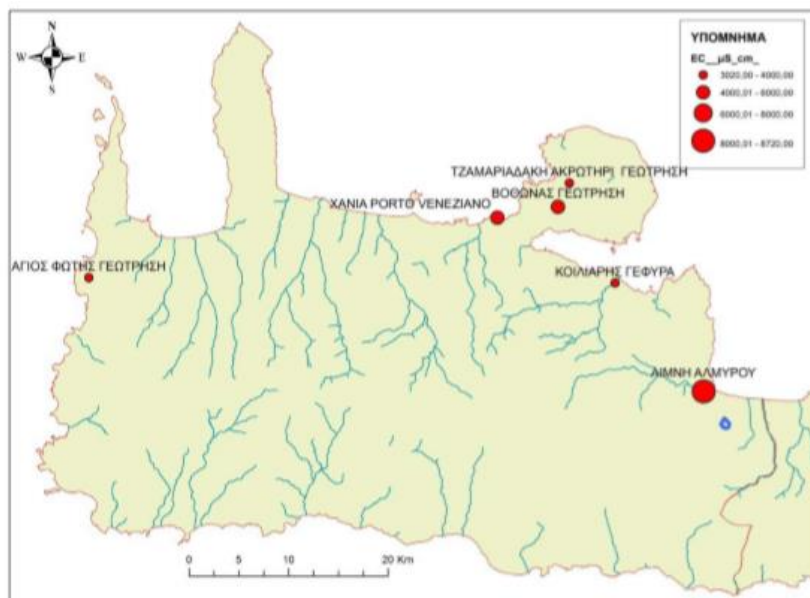 N
W E
S
ΥΠΟΜΝΗΜΑ
EC__μS_cm_
3020,00 - 4000,00
4000,01 - 6000,00
6000,01 - 8000,00
8000,01 - 8720,00
ΤΖΑΜΑΡΙΑΔΑΚΗ ΑΚΡΩΤΗΡΙ ΓΕΩΤΡΗΣΗ
ΒΟΘΩΝΑΣ ΓΕΩΤΡΗΣΗ
ΧΑΝΙΑ PORTO VENEZIANO
ΑΓΙΟΣ ΦΩΤΗΣ ΓΕΩΤΡΗΣΗ
ΚΟΙΛΙΑΡΗΣ ΓΕΦΥΡΑ
ΛΙΜΝΗ ΑΛΜΥΡΟΥ
0 5 10 20 Km